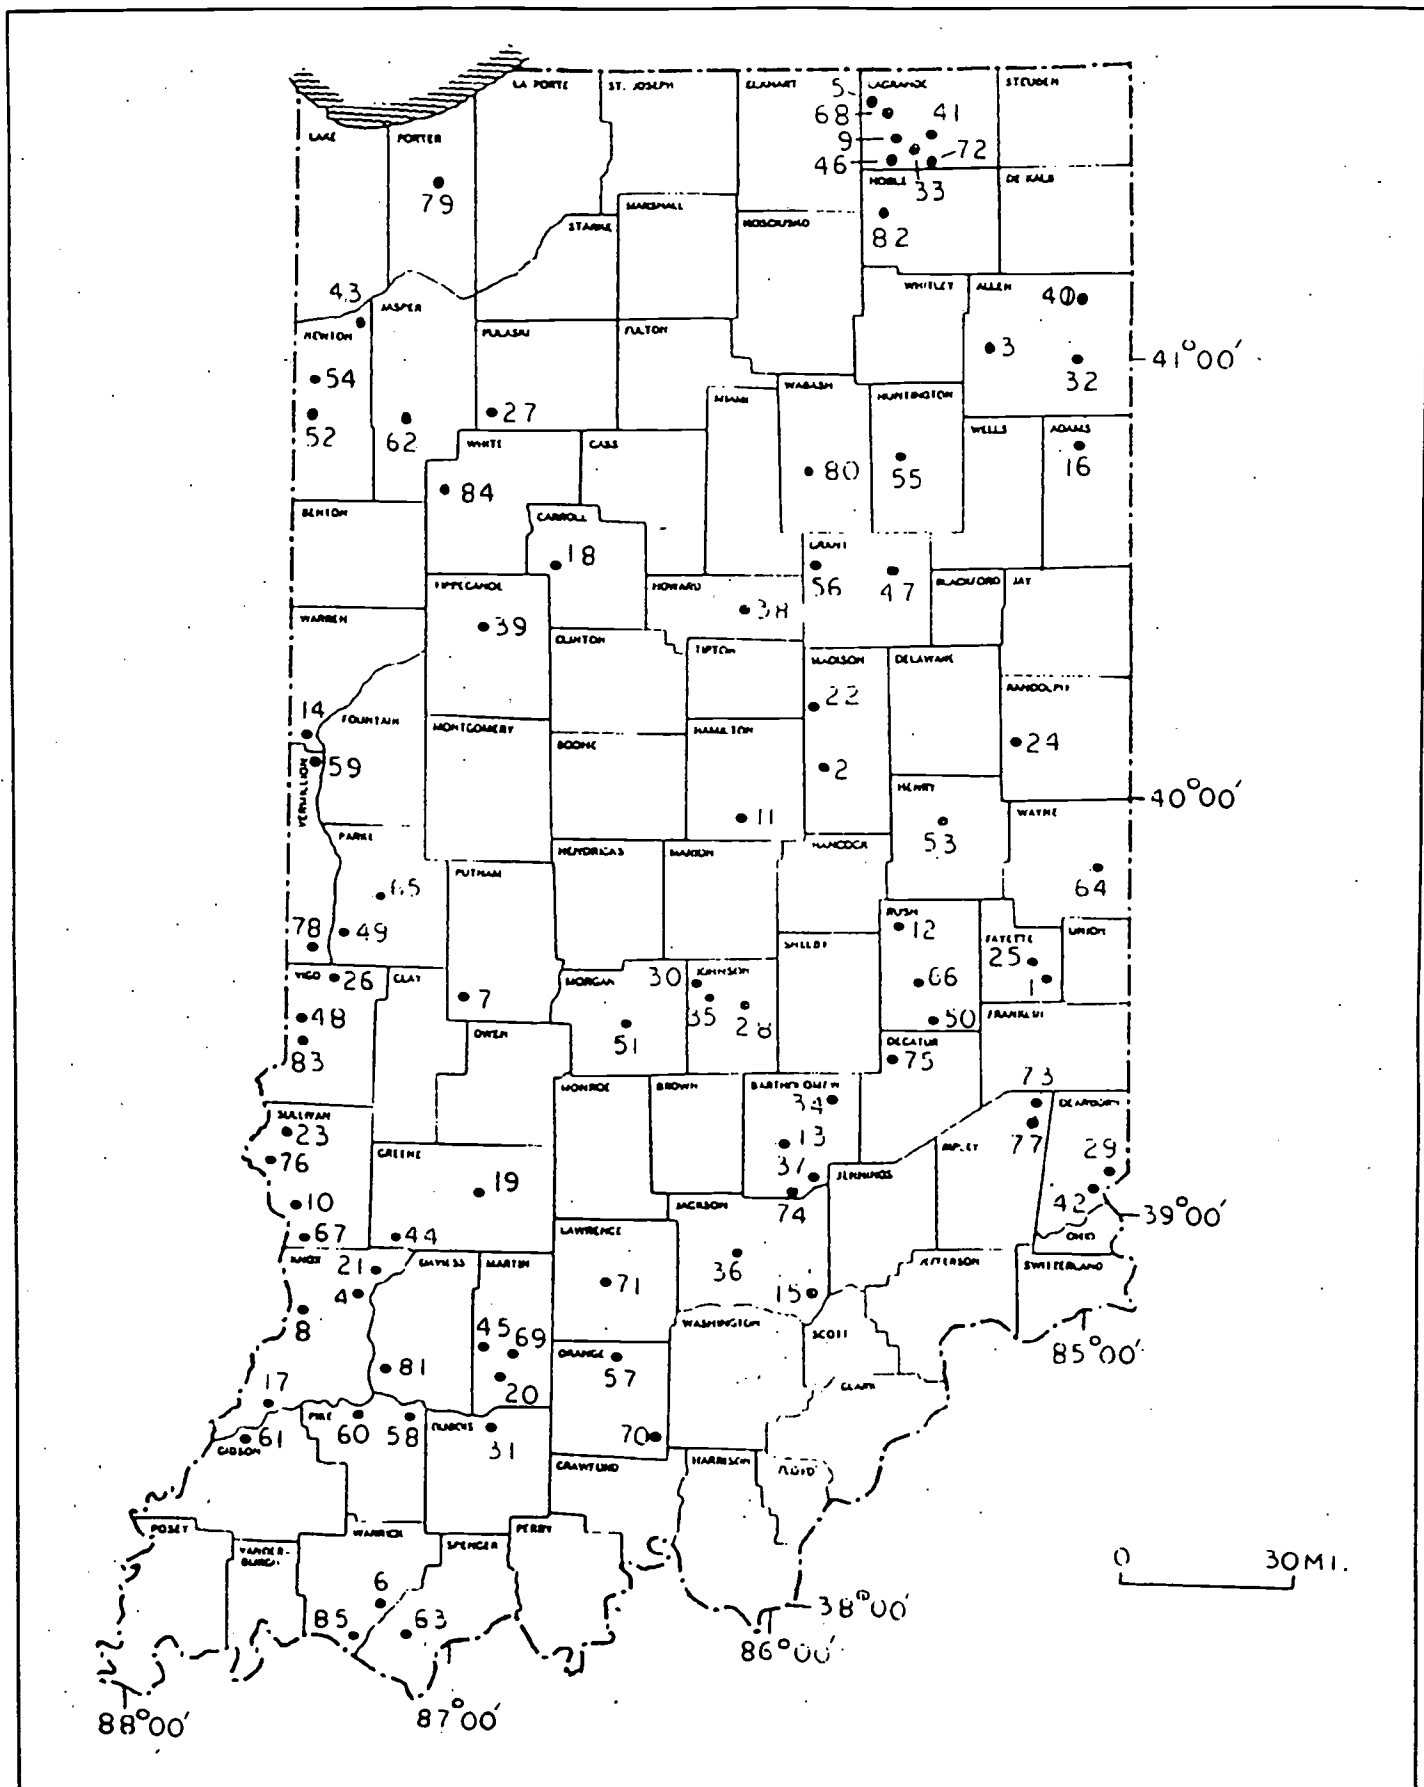 LA PORTE ST. JOSEPH ELKHART 5 LAGRANGE STEUBEN
68 41
LAKE PORTER 9 72
46 33
79 NOBLE DE KALB
MARSHALL
STARKE KOSCIUSKO 82
WHITLEY ALLEN 40
43 JASPER
NEWTON PULASKI FULTON 3 41°00'
54 32
MIAMI WABASH HUNTINGTON
52 62 27 WELLS ADAMS
WHITE CASS 16
84 80 55
BENTON
CARROLL
18 GRANT
TIPPECANOE HOWARD 56 47 BLACKFORD JAY
WARREN 39 38
CLINTON TIPTON
MADISON DELAWARE
22 RANDOLPH
14 FOUNTAIN
MONTGOMERY HAMILTON 24
59 BOONE
VERMILLION 2
HENRY 40°00'
11 53 WAYNE
PARKE
HENDRICKS MARION HANCOCK
PUTNAM 64
65
RUSH
78 49 12 UNION
SHELBY FAYETTE
25
VIGO 26 CLAY MORGAN 30 JOHNSON 66 1
7
48 35 28 50 FRANKLIN
51
OWEN
83 DECATUR
75
MONROE BROWN BARTHOLOMEW 73
34 DEARBORN
SULLIVAN
23 13 77
GREENE RIPLEY
76 37 JENNINGS 29
19
10 JACKSON 74 42 39°00'
67 44 LAWRENCE OHIO
KNOX 21 DAVIESS MARTIN 36 JEFFERSON SWITZERLAND
4 71 15
8 WASHINGTON
45 69 SCOTT
ORANGE 85°00'
81 57
20 CLARK
17
PIKE
60 58 DUBOIS
61 31 70
GIBSON
CRAWFORD HARRISON FLOYD
POSEY WARRICK PERRY
VANDER-
BURGH SPENCER
0 30MI.
6
85 63 38°00'
86°00'
88°00' 87°00'